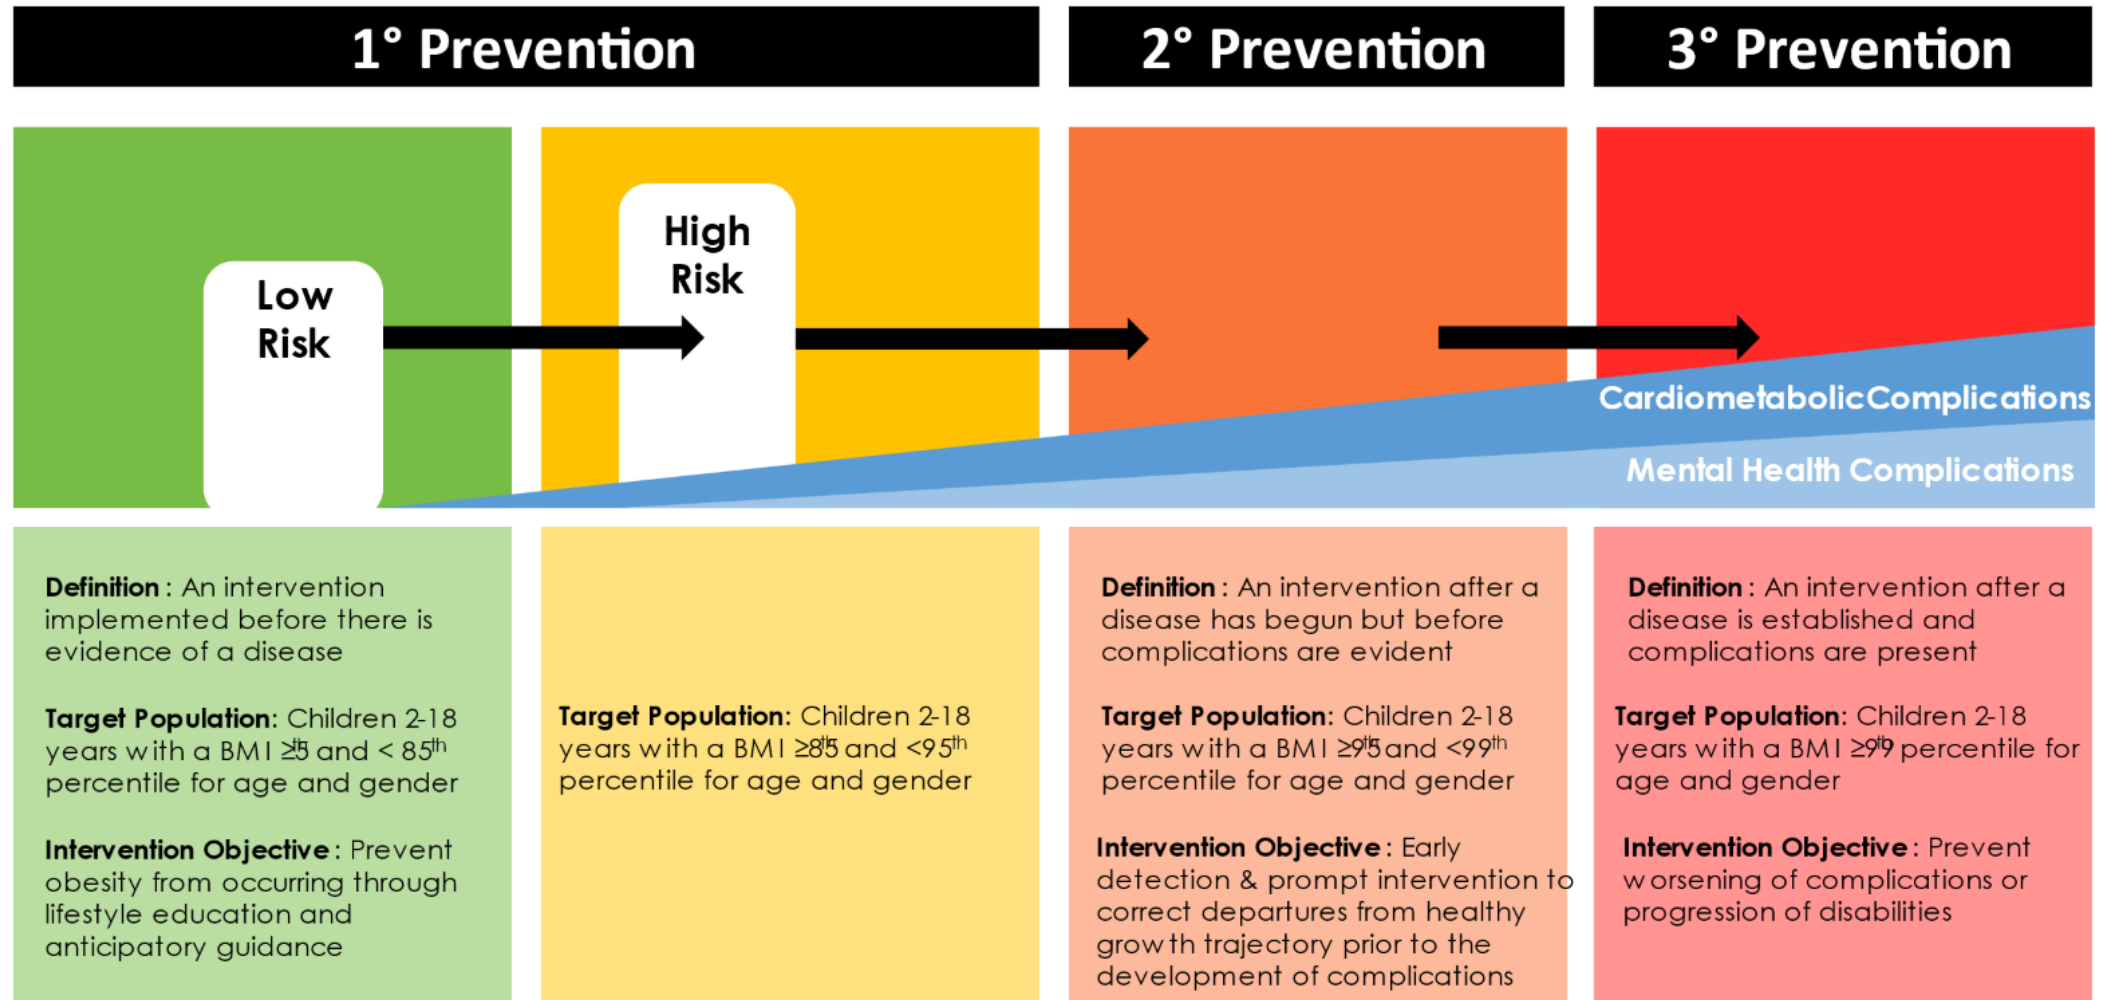 1° Prevention
2° Prevention
3° Prevention
Low
Risk
High
Risk
Cardiometabolic Complications
Mental Health Complications
Definition : An intervention
implemented before there is
evidence of a disease
Target Population: Children 2-18
years with a BMI ≥5th and < 85th
percentile for age and gender
Intervention Objective : Prevent
obesity from occurring through
lifestyle education and
anticipatory guidance
Target Population: Children 2-18
years with a BMI ≥85th and <95th
percentile for age and gender
Definition : An intervention after a
disease has begun but before
complications are evident
Target Population: Children 2-18
years with a BMI ≥95th and <99th
percentile for age and gender
Intervention Objective : Early
detection & prompt intervention to
correct departures from healthy
growth trajectory prior to the
development of complications
Definition : An intervention after a
disease is established and
complications are present
Target Population: Children 2-18
years with a BMI ≥99th percentile for
age and gender
Intervention Objective : Prevent
worsening of complications or
progression of disabilities